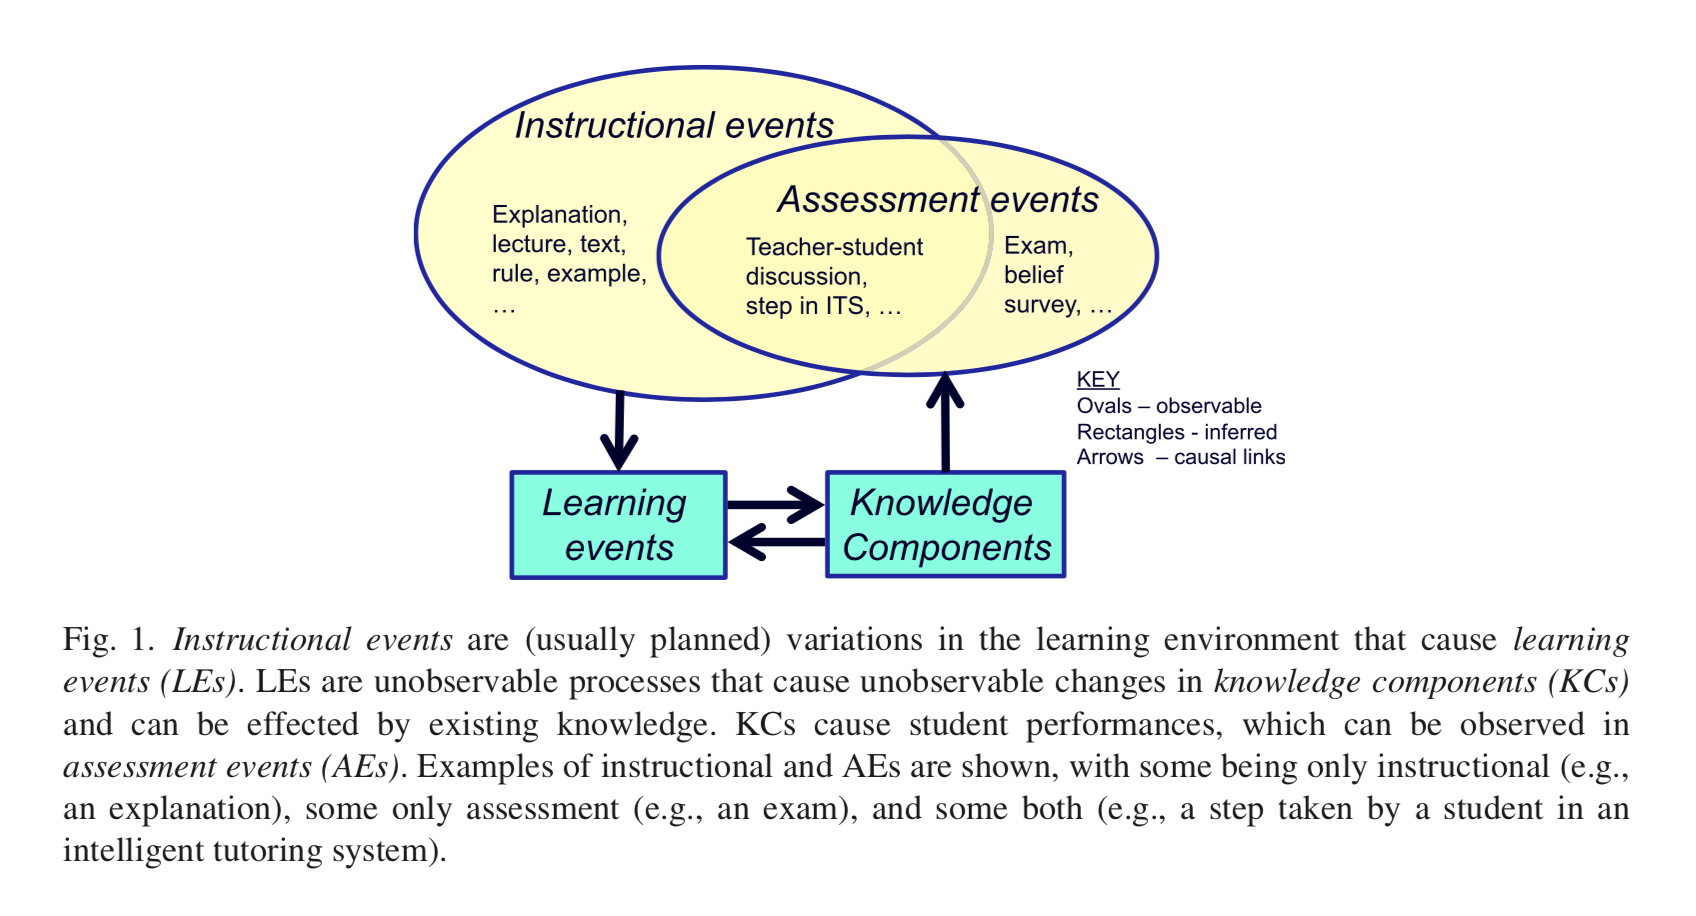 Instructional events
Assessment events
Explanation,
lecture, text,
rule, example,
…
Teacher-student
discussion,
step in ITS, …
Exam,
belief
survey, …
KEY
Ovals – observable
Rectangles - inferred
Arrows – causal links
Learning
events
Knowledge
Components
Fig. 1. Instructional events are (usually planned) variations in the learning environment that cause learning
events (LEs). LEs are unobservable processes that cause unobservable changes in knowledge components (KCs)
and can be effected by existing knowledge. KCs cause student performances, which can be observed in
assessment events (AEs). Examples of instructional and AEs are shown, with some being only instructional (e.g.,
an explanation), some only assessment (e.g., an exam), and some both (e.g., a step taken by a student in an
intelligent tutoring system).